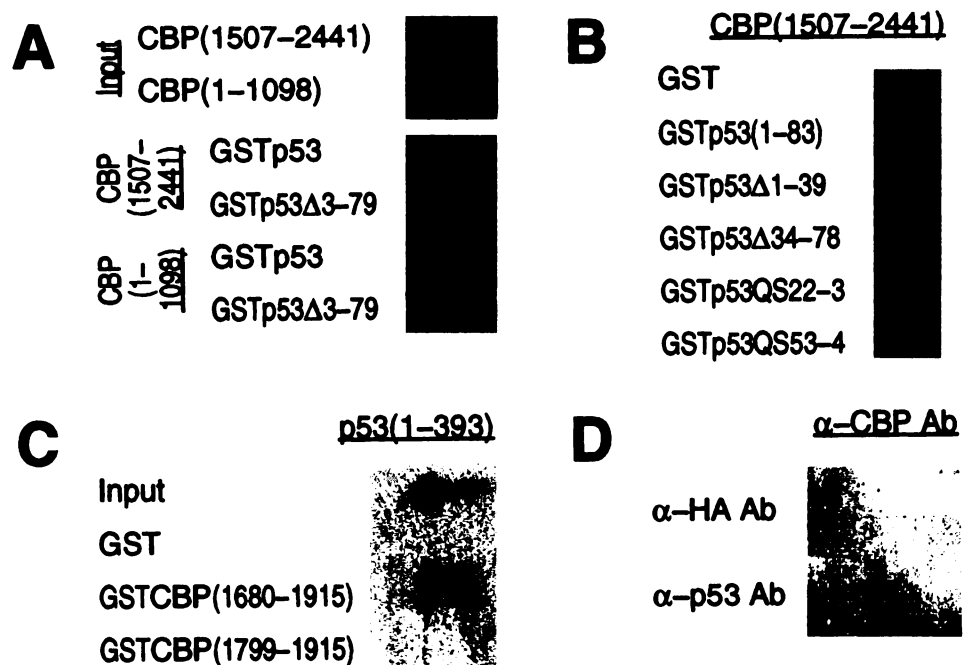 A
Input
CBP(1507–2441)
CBP(1–1098)
CBP
(1507–
2441)
GSTp53
GSTp53Δ3–79
CBP
(1–
1098)
GSTp53
GSTp53Δ3–79
B
CBP(1507–2441)
GST
GSTp53(1–83)
GSTp53Δ1–39
GSTp53Δ34–78
GSTp53QS22–3
GSTp53QS53–4
C
p53(1–393)
Input
GST
GSTCBP(1680–1915)
GSTCBP(1799–1915)
D
α–CBP Ab
α–HA Ab
α–p53 Ab